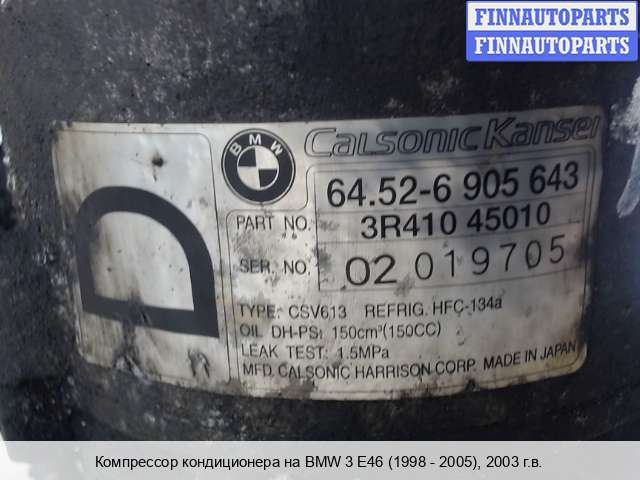 FINNAUTOPARTS
FINNAUTOPARTS
BMW
CALSONIC KANSEI
64.52-6 905 643
PART NO. 3R410 45010
SER. NO. 02 019705
TYPE: CSV613 REFRIG. HFC-134a
OIL DH-PS: 150cm³(150CC)
LEAK TEST: 1.5MPa
MFD. CALSONIC HARRISON CORP. MADE IN JAPAN
D
Компрессор кондиционера на BMW 3 E46 (1998 - 2005), 2003 г.в.